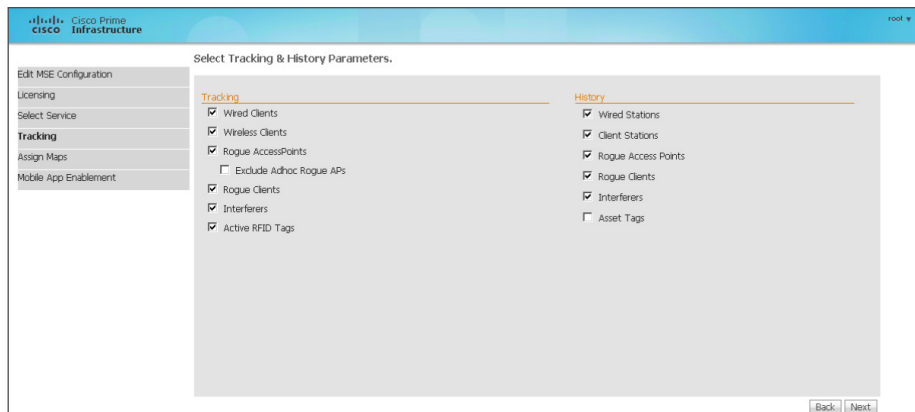 Cisco Prime
CISCO Infrastructure
root
Select Tracking & History Parameters.
Edit MSE Configuration
Licensing
Select Service
Tracking
Assign Maps
Mobile App Enablement
Tracking
Wired Clients
Wireless Clients
Rogue AccessPoints
Exclude Adhoc Rogue APs
Rogue Clients
Interferers
Active RFID Tags
History
Wired Stations
Client Stations
Rogue Access Points
Rogue Clients
Interferers
Asset Tags
Back Next